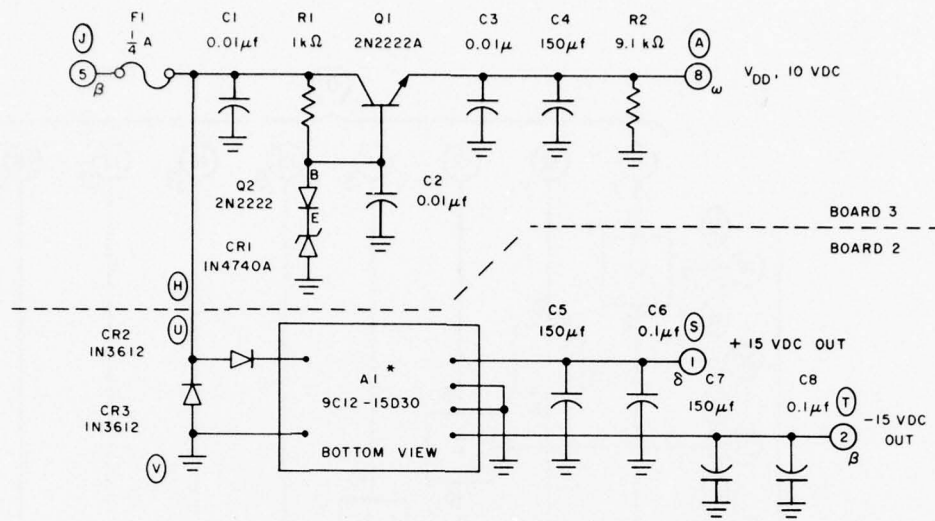 F1
1/4 A
C1
0.01μf
R1
1kΩ
Q1
2N2222A
C3
0.01μ
C4
150μf
R2
9.1kΩ
J
A
5
β
8
ω
VDD, 10 VDC
B
Q2
2N2222
E
C2
0.01μf
CR1
1N4740A
BOARD 3
BOARD 2
H
U
CR2
1N3612
C5
150μf
C6
0.1μf
S
1
δ
+15 VDC OUT
A1*
9C12-15D30
BOTTOM VIEW
CR3
1N3612
V
C7
150μf
C8
0.1μf
T
2
β
-15 VDC
OUT